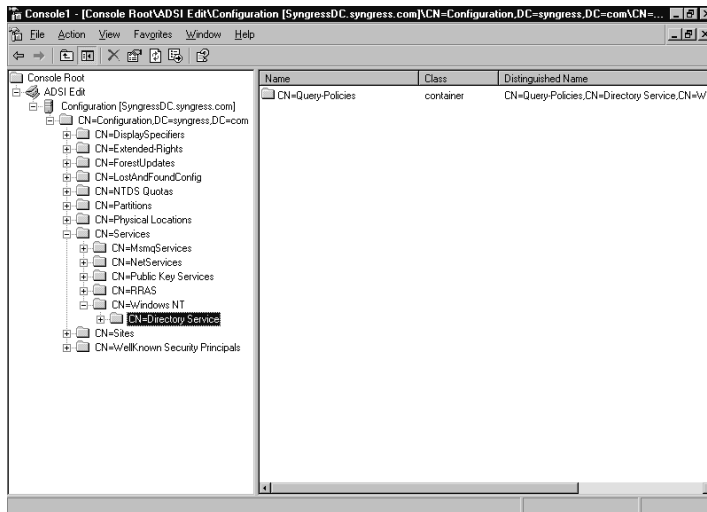 Console1 - [Console Root\ADSI Edit\Configuration [SyngressDC.syngress.com]\CN=Configuration,DC=syngress,DC=com\CN=...
File Action View Favorites Window Help
Console Root
ADSI Edit
Configuration [SyngressDC.syngress.com]
CN=Configuration,DC=syngress,DC=com
CN=DisplaySpecifiers
CN=Extended-Rights
CN=ForestUpdates
CN=LostAndFoundConfig
CN=NTDS Quotas
CN=Partitions
CN=Physical Locations
CN=Services
CN=MsmqServices
CN=NetServices
CN=Public Key Services
CN=RRAS
CN=Windows NT
CN=Directory Service
CN=Sites
CN=WellKnown Security Principals
Name Class Distinguished Name
CN=Query-Policies container CN=Query-Policies,CN=Directory Service,CN=W